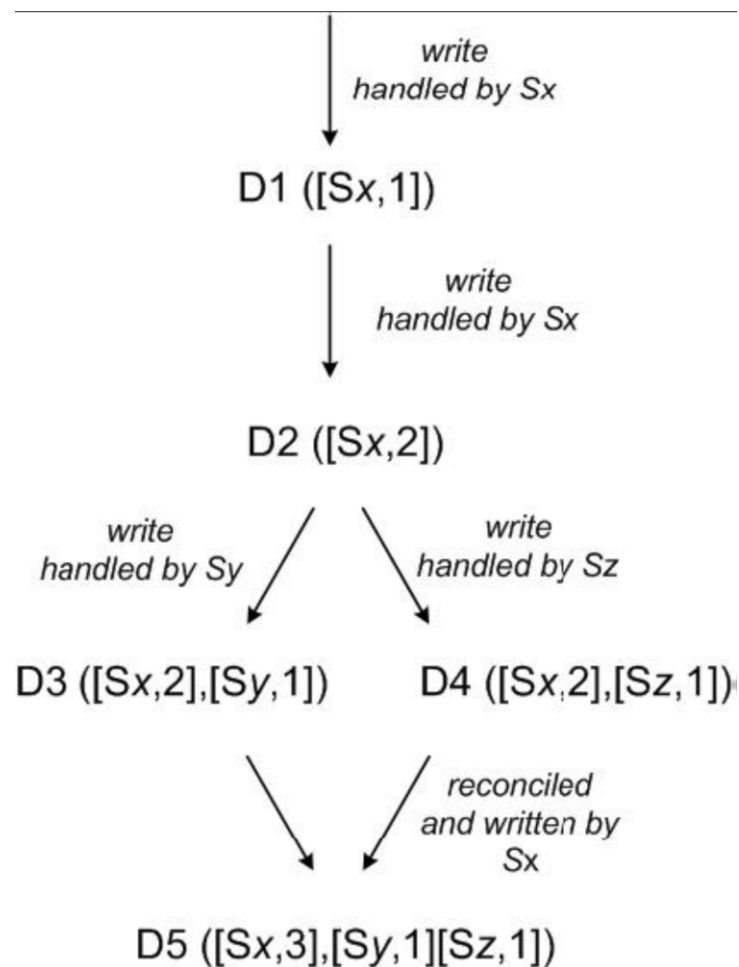 write
handled by Sx
D1 ([Sx,1])
write
handled by Sx
D2 ([Sx,2])
write
handled by Sy
write
handled by Sz
D3 ([Sx,2],[Sy,1])
D4 ([Sx,2],[Sz,1])
reconciled
and written by
Sx
D5 ([Sx,3],[Sy,1][Sz,1])